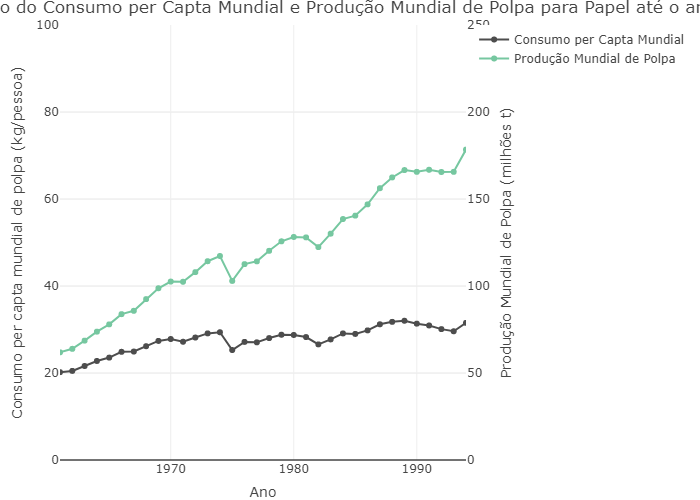 o do Consumo per Capta Mundial e Produção Mundial de Polpa para Papel até o a
Consumo per Capta Mundial
Produção Mundial de Polpa
Consumo per capta mundial de polpa (kg/pessoa)
100
80
60
40
20
0
250
200
150
100
50
0
Produção Mundial de Polpa (milhões t)
1970
1980
1990
Ano